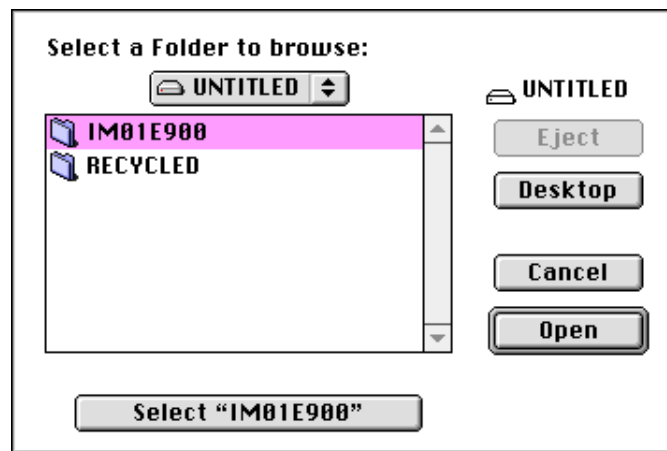 Select a Folder to browse:
UNTITLED
UNTITLED
IM01E900
Eject
RECYCLED
Desktop
Cancel
Open
Select “IM01E900”